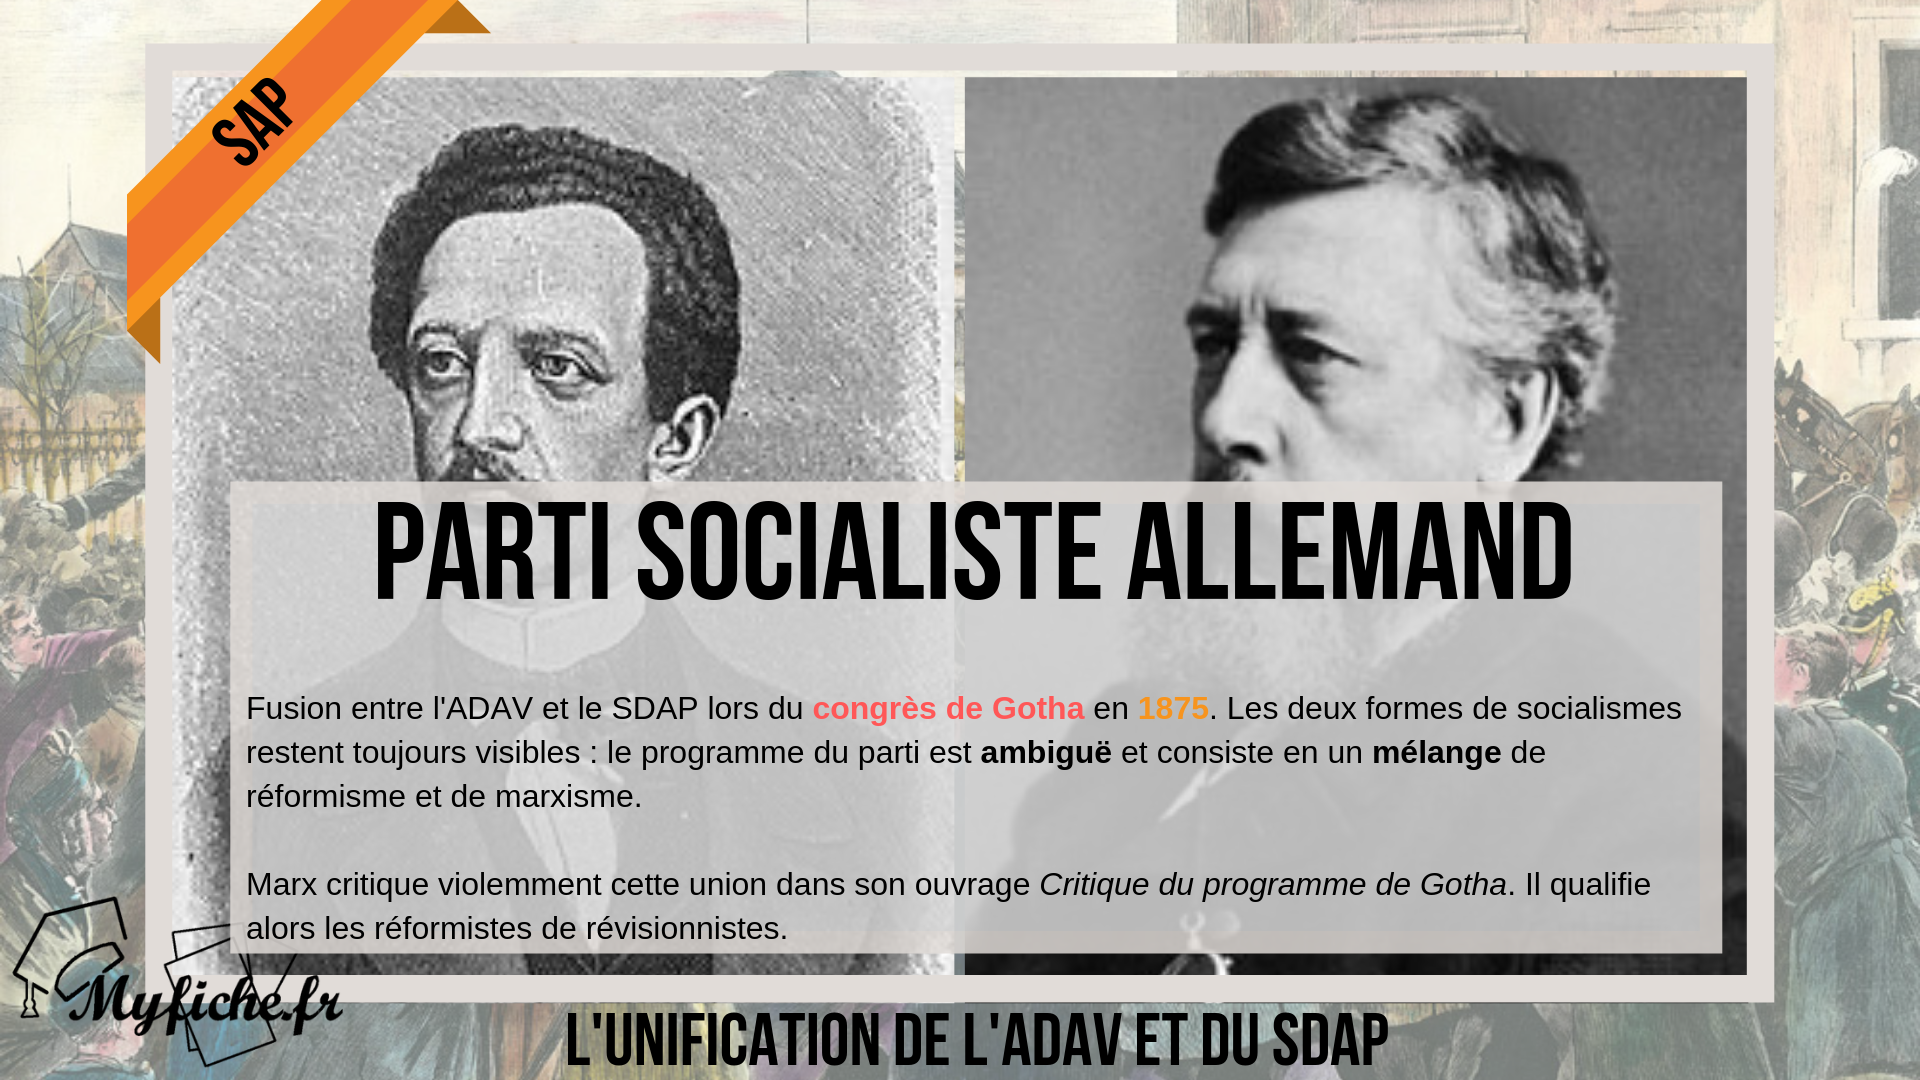 SAP
PARTI SOCIALISTE ALLEMAND
Fusion entre l'ADAV et le SDAP lors du congrès de Gotha en 1875. Les deux formes de socialismes
restent toujours visibles : le programme du parti est ambiguë et consiste en un mélange de
réformisme et de marxisme.
Marx critique violemment cette union dans son ouvrage Critique du programme de Gotha. Il qualifie
alors les réformistes de révisionnistes.
Myfiche.fr
L'UNIFICATION DE L'ADAV ET DU SDAP